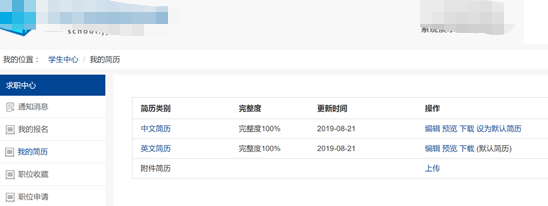 我的位置： 学生中心 / 我的简历
求职中心
通知消息
我的报名
我的简历
职位收藏
职位申请
简历类别 完整度 更新时间 操作
中文简历 完整度100% 2019-08-21 编辑 预览 下载 设为默认简历
英文简历 完整度100% 2019-08-21 编辑 预览 下载 (默认简历)
附件简历 上传